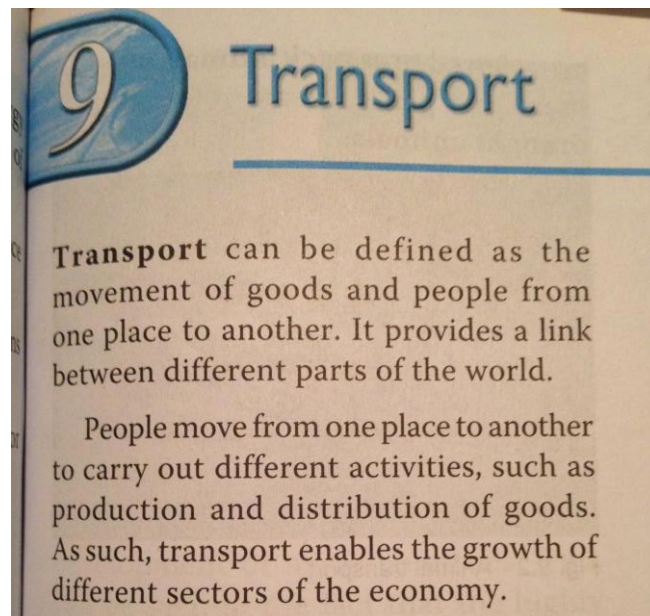 9 Transport
Transport can be defined as the
movement of goods and people from
one place to another. It provides a link
between different parts of the world.
People move from one place to another
to carry out different activities, such as
production and distribution of goods.
As such, transport enables the growth of
different sectors of the economy.